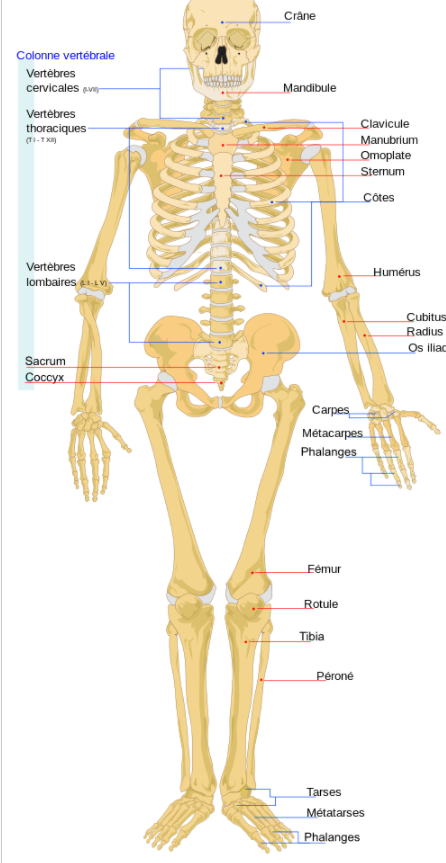 Crâne
Colonne vertébrale
Vertèbres
cervicales (LVII)
Mandibule
Vertèbres
thoraciques
(T I - T XII)
Clavicule
Manubrium
Omoplate
Sternum
Côtes
Vertèbres
lombaires (L I - L V)
Humérus
Cubitus
Radius
Os iliac
Sacrum
Coccyx
Carpes
Métacarpes
Phalanges
Fémur
Rotule
Tibia
Péroné
Tarses
Métatarses
Phalanges